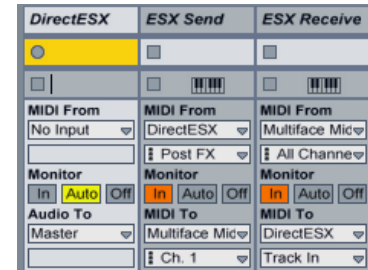 DirectESX ESX Send ESX Receive
MIDI From MIDI From MIDI From
No Input DirectESX Multiface Mid
Post FX All Channe
Monitor Monitor Monitor
In Auto Off In Auto Off In Auto Off
Audio To MIDI To MIDI To
Master Multiface Mid DirectESX
Ch. 1 Track In